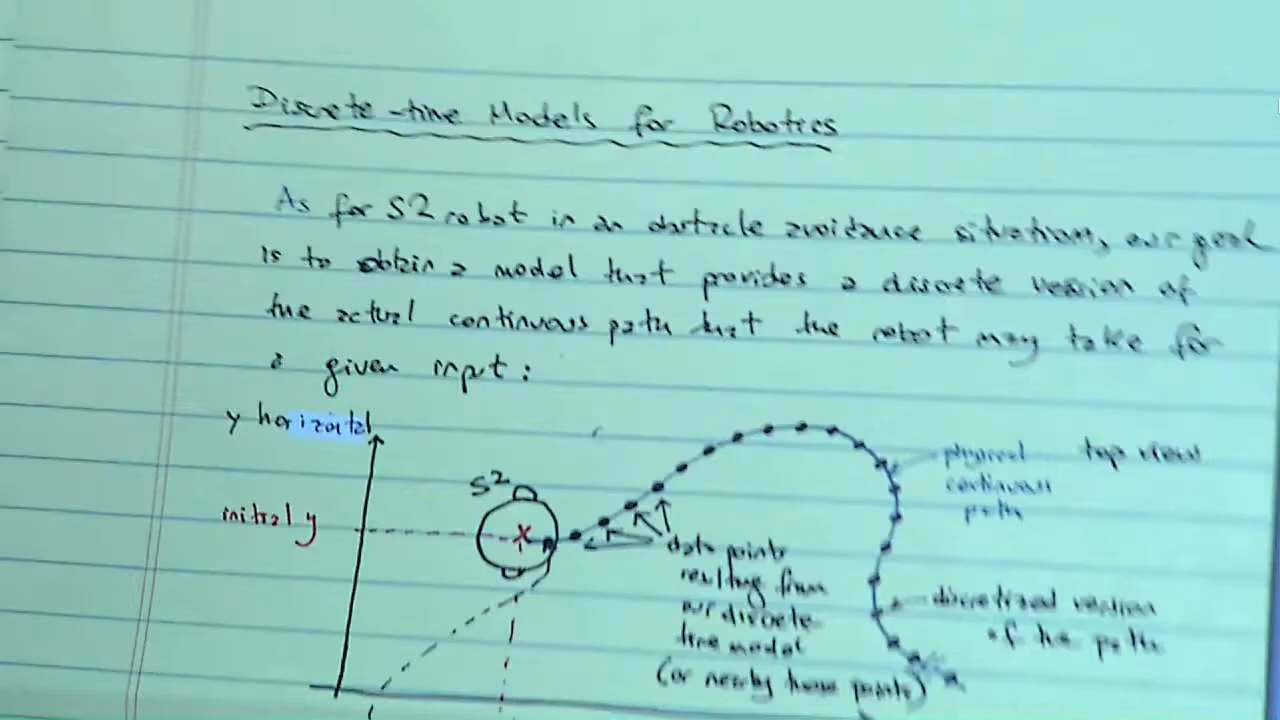 Discrete-time Models for Robotics
As for S2 robot in an obstacle avoidance situation, our goal
is to obtain a model that provides a discrete version of
the actual continuous path that the robot may take for
a given input:
y horizontal
S2
initial y
x
physical
continuous
path
top view
data points
resulting from
our discrete
time model
(or nearby those points)
discretized version
of the path